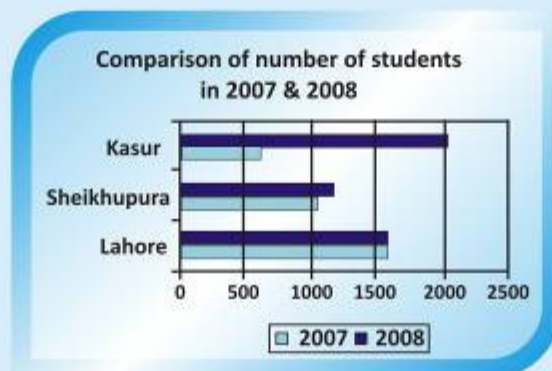 Comparison of number of students
in 2007 & 2008
Kasur
Sheikhupura
Lahore
0 500 1000 1500 2000 2500
2007 2008